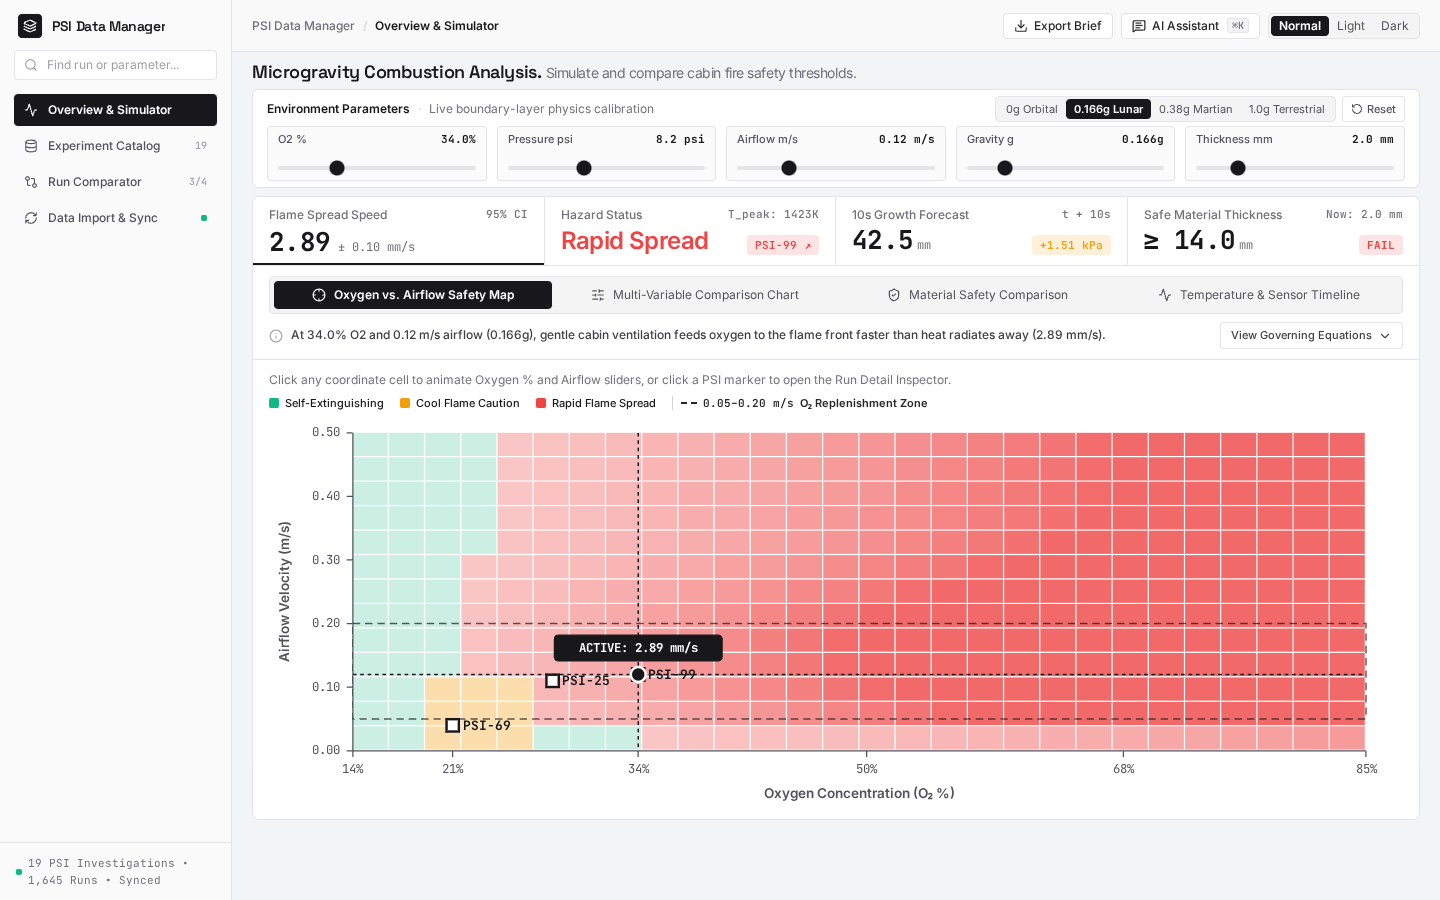 PSI Data Manager
Find run or parameter...
Overview & Simulator
Experiment Catalog 19
Run Comparator 3/4
Data Import & Sync
19 PSI Investigations •
1,645 Runs • Synced
PSI Data Manager / Overview & Simulator
Export Brief
AI Assistant ⌘K
Normal Light Dark
Microgravity Combustion Analysis. Simulate and compare cabin fire safety thresholds.
Environment Parameters · Live boundary-layer physics calibration
0g Orbital 0.166g Lunar 0.38g Martian 1.0g Terrestrial Reset
O2 % 34.0%
Pressure psi 8.2 psi
Airflow m/s 0.12 m/s
Gravity g 0.166g
Thickness mm 2.0 mm
Flame Spread Speed 95% CI
2.89 ± 0.10 mm/s
Hazard Status T_peak: 1423K
Rapid Spread PSI-99 ↗
10s Growth Forecast t + 10s
42.5 mm +1.51 kPa
Safe Material Thickness Now: 2.0 mm
≥ 14.0 mm FAIL
Oxygen vs. Airflow Safety Map
Multi-Variable Comparison Chart
Material Safety Comparison
Temperature & Sensor Timeline
At 34.0% O2 and 0.12 m/s airflow (0.166g), gentle cabin ventilation feeds oxygen to the flame front faster than heat radiates away (2.89 mm/s).
View Governing Equations
Click any coordinate cell to animate Oxygen % and Airflow sliders, or click a PSI marker to open the Run Detail Inspector.
Self-Extinguishing Cool Flame Caution Rapid Flame Spread 0.05–0.20 m/s O₂ Replenishment Zone
Airflow Velocity (m/s)
0.50
0.40
0.30
0.20
0.10
0.00
ACTIVE: 2.89 mm/s
PSI-25
PSI-99
PSI-69
14% 21% 34% 50% 68% 85%
Oxygen Concentration (O₂ %)